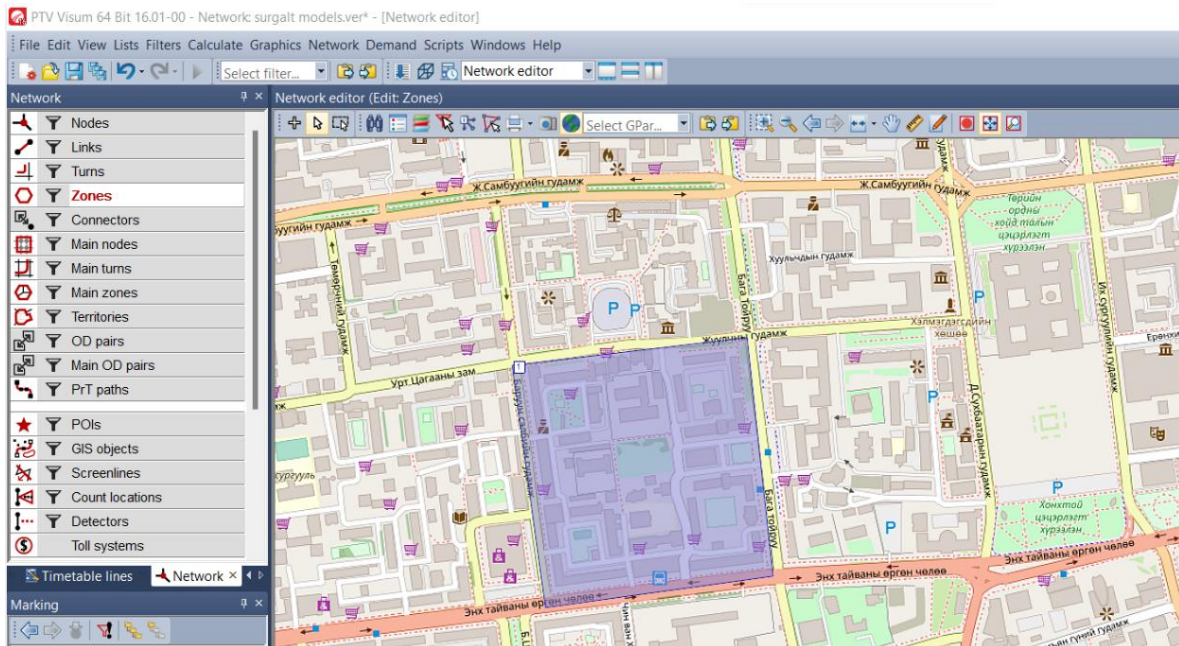 PTV Visum 64 Bit 16.01-00 - Network: surgalt models.ver* - [Network editor]
File Edit View Lists Filters Calculate Graphics Network Demand Scripts Windows Help
Select filter... Network editor
Network
Network editor (Edit: Zones)
Select GPar...
Nodes
Links
Turns
Zones
Connectors
Main nodes
Main turns
Main zones
Territories
OD pairs
Main OD pairs
PrT paths
POIs
GIS objects
Screenlines
Count locations
Detectors
Toll systems
Timetable lines Network
Marking
Ж.Самбуугийн гудамж
Ж.Самбуугийн гудамж
Төрийн
ордны
хойд талын
цэцэрлэгт
хүрээлэн
Хуульчдын гудамж
Төмөрчний гудамж
Бага Тойруу
Их сургуулийн гудамж
P P
P
Хэлмэгдэгсдийн
хөшөө
Жуулчны гудамж
1
Урт Цагааны зам
P
Д.Сүхбаатарын гудамж
Бага тойруу
P
P
Хонхтой
цэцэрлэгт
хүрээлэн
Энх тайваны өргөн чөлөө
Энх тайваны өргөн чөлөө
Энх тайваны өргөн чөлөө